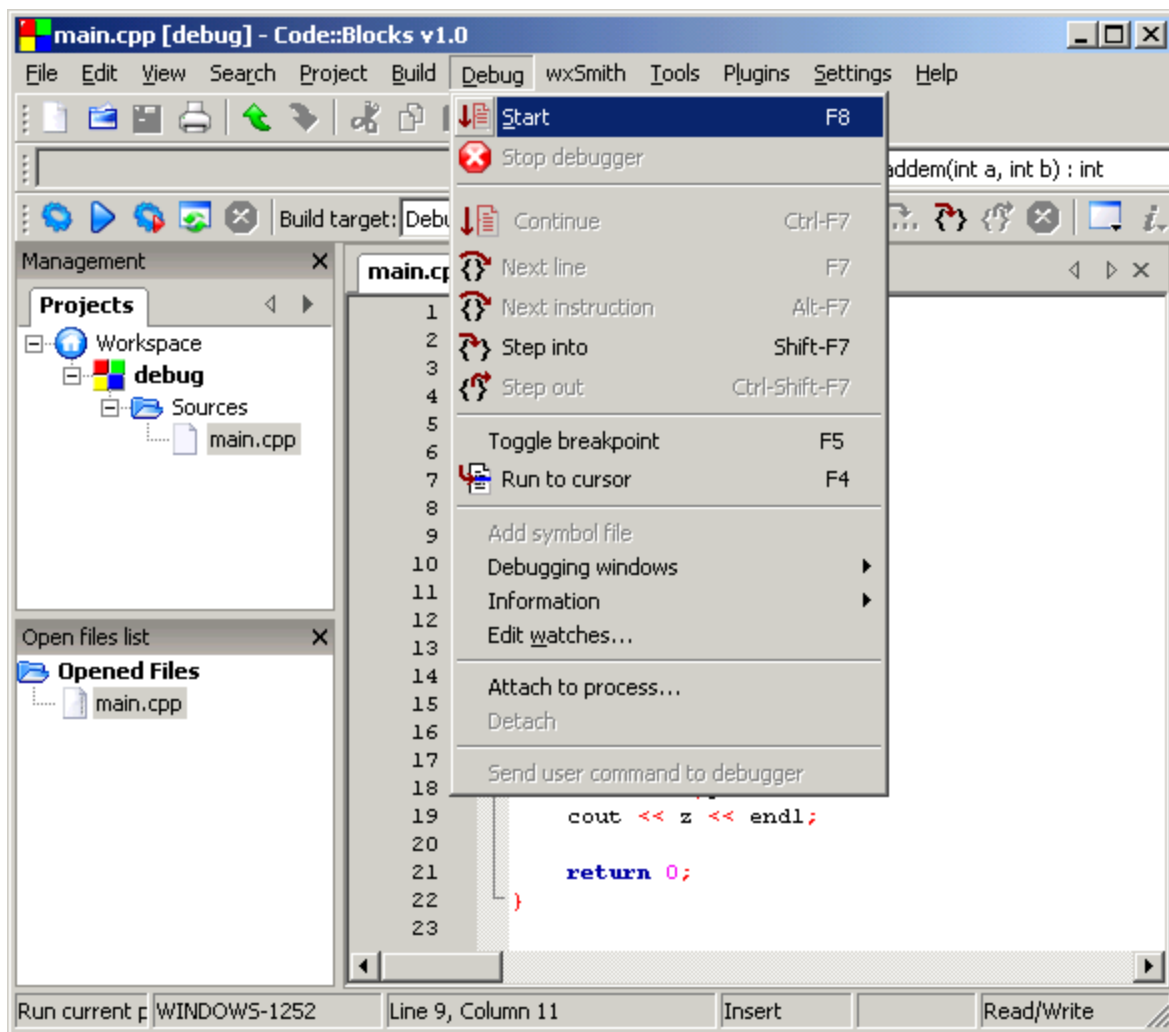 main.cpp [debug] - Code::Blocks v1.0
File Edit View Search Project Build Debug wxSmith Tools Plugins Settings Help
Start F8
Stop debugger
addem(int a, int b) : int
Continue Ctrl-F7
Build target:
Next line F7
Next instruction Alt-F7
Step into Shift-F7
Step out Ctrl-Shift-F7
Toggle breakpoint F5
Run to cursor F4
Add symbol file
Debugging windows
Information
Edit watches...
Attach to process...
Detach
Send user command to debugger
Management
Projects
Workspace
debug
Sources
main.cpp
Open files list
Opened Files
main.cpp
1
2
3
4
5
6
7
8
9
10
11
12
13
14
15
16
17
18
19 cout << z << endl;
20
21 return 0;
22 }
23
WINDOWS-1252 Line 9, Column 11 Insert Read/Write
Run current